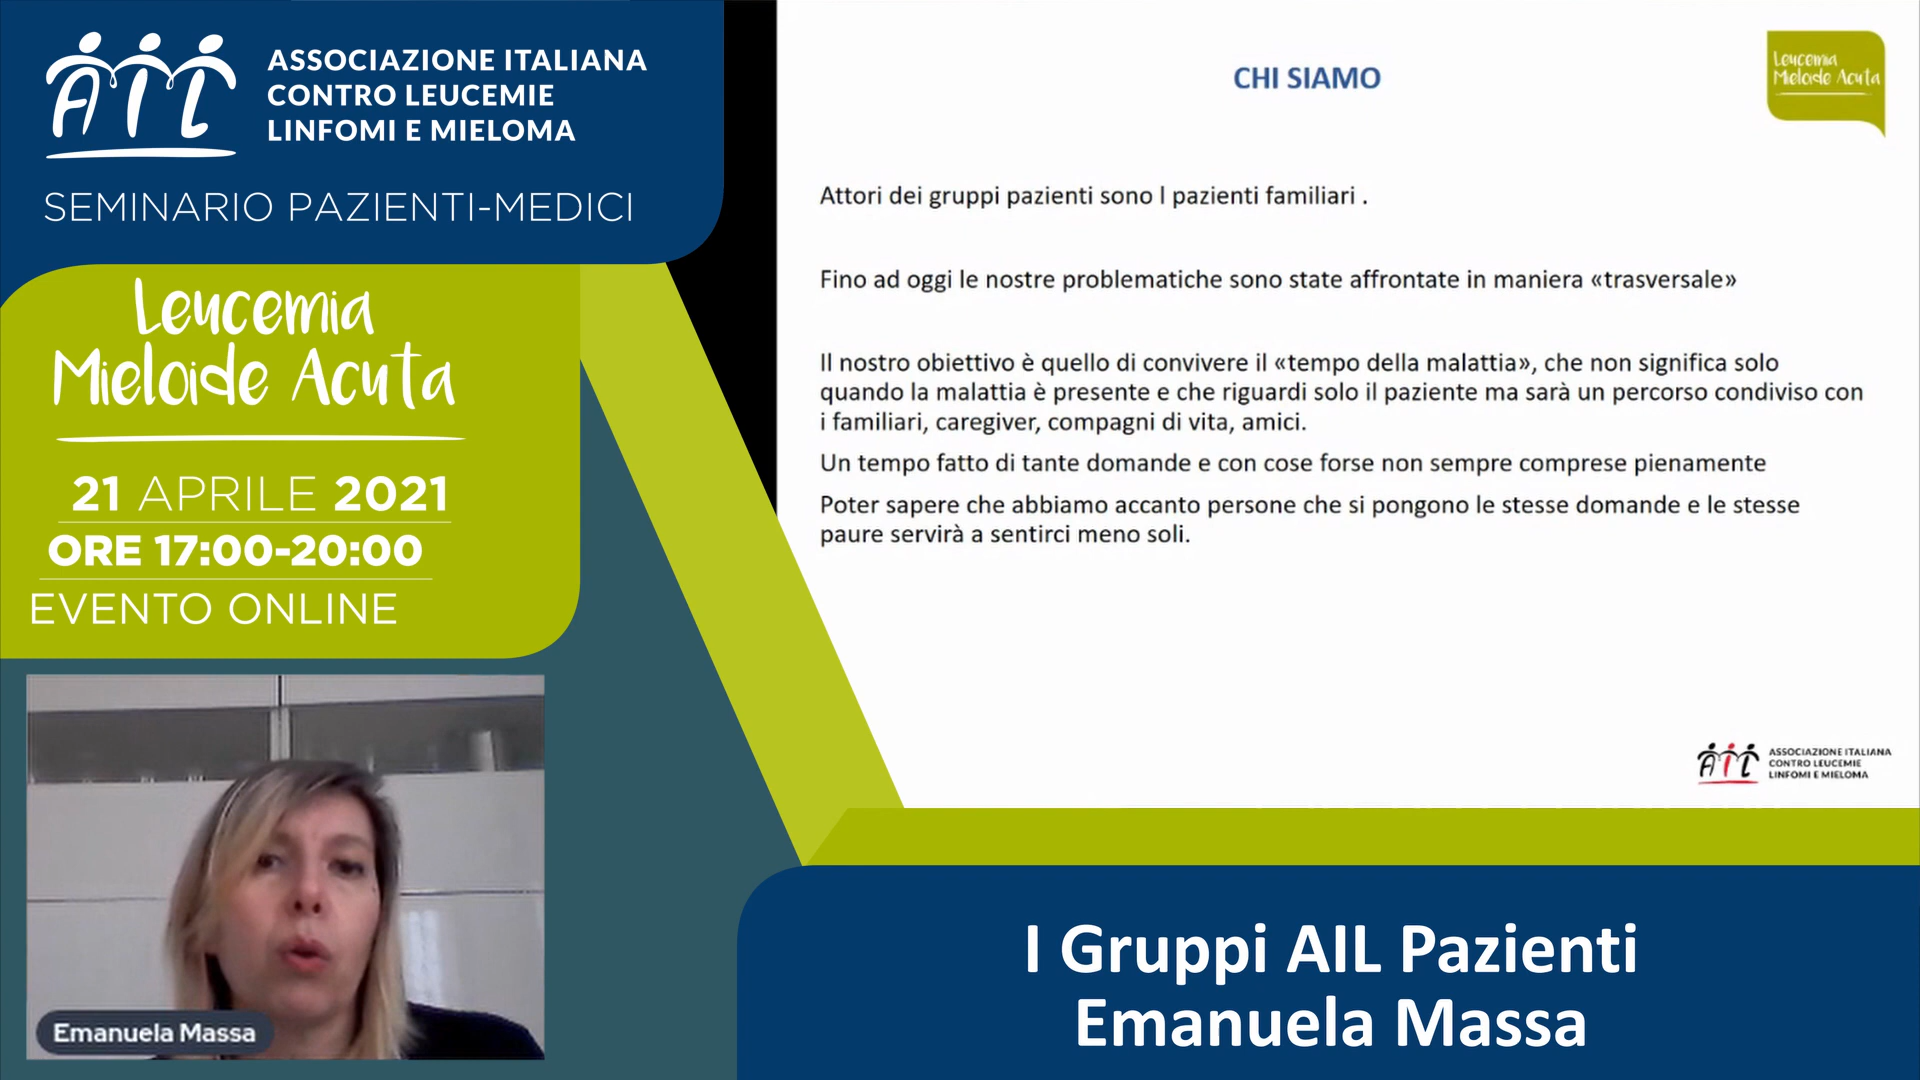 AIL
ASSOCIAZIONE ITALIANA
CONTRO LEUCEMIE
LINFOMI E MIELOMA
SEMINARIO PAZIENTI-MEDICI
Leucemia
Mieloide Acuta
21 APRILE 2021
ORE 17:00-20:00
EVENTO ONLINE
Emanuela Massa
CHI SIAMO
Leucemia
Mieloide Acuta
Attori dei gruppi pazienti sono I pazienti familiari .
Fino ad oggi le nostre problematiche sono state affrontate in maniera «trasversale»
Il nostro obiettivo è quello di convivere il «tempo della malattia», che non significa solo
quando la malattia è presente e che riguardi solo il paziente ma sarà un percorso condiviso con
i familiari, caregiver, compagni di vita, amici.
Un tempo fatto di tante domande e con cose forse non sempre comprese pienamente
Poter sapere che abbiamo accanto persone che si pongono le stesse domande e le stesse
paure servirà a sentirci meno soli.
AIL
ASSOCIAZIONE ITALIANA
CONTRO LEUCEMIE
LINFOMI E MIELOMA
I Gruppi AIL Pazienti
Emanuela Massa